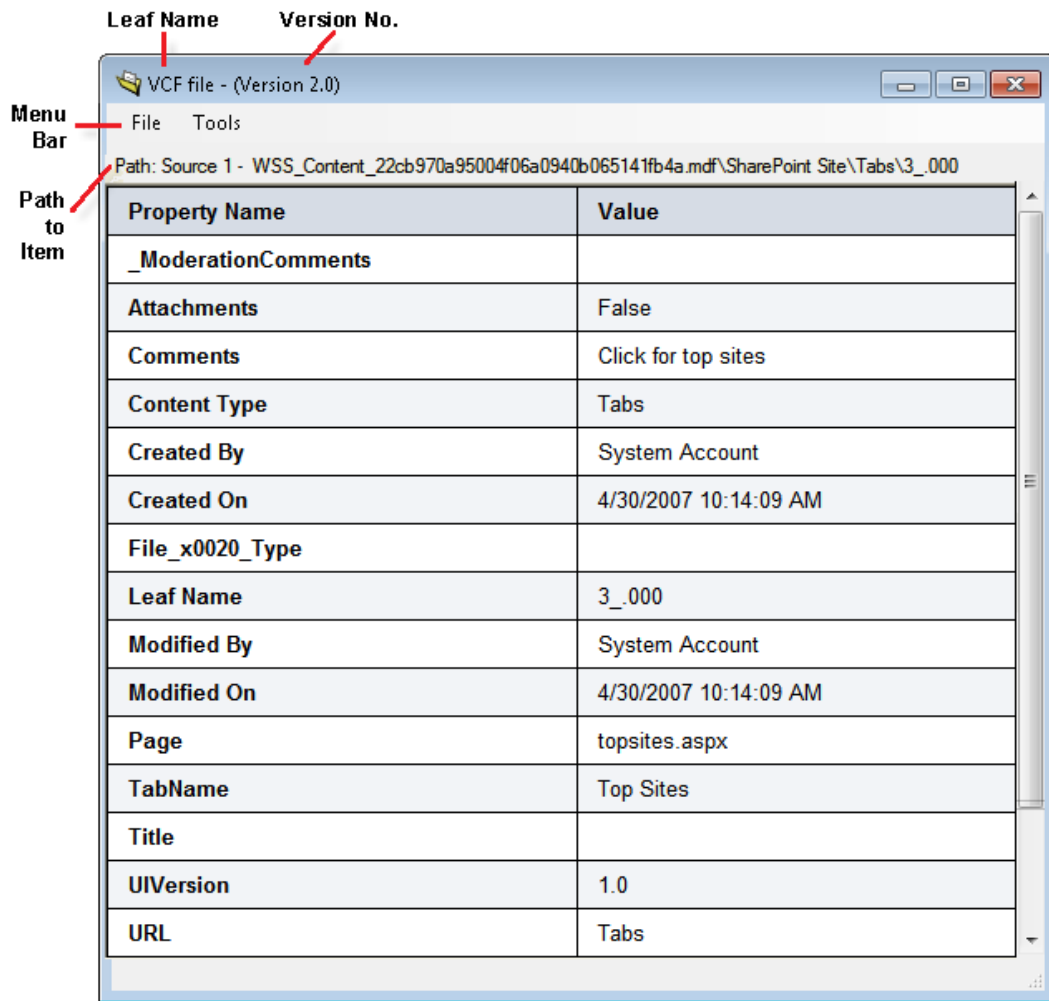 Leaf Name Version No.
VCF file - (Version 2.0)
Menu Bar
File Tools
Path: Source 1 - WSS_Content_22cb970a95004f06a0940b065141fb4a.mdf\SharePoint Site\Tabs\3_.000
Path
to
Item
Property Name Value
_ModerationComments
Attachments False
Comments Click for top sites
Content Type Tabs
Created By System Account
Created On 4/30/2007 10:14:09 AM
File_x0020_Type
Leaf Name 3_.000
Modified By System Account
Modified On 4/30/2007 10:14:09 AM
Page topsites.aspx
TabName Top Sites
Title
UIVersion 1.0
URL Tabs